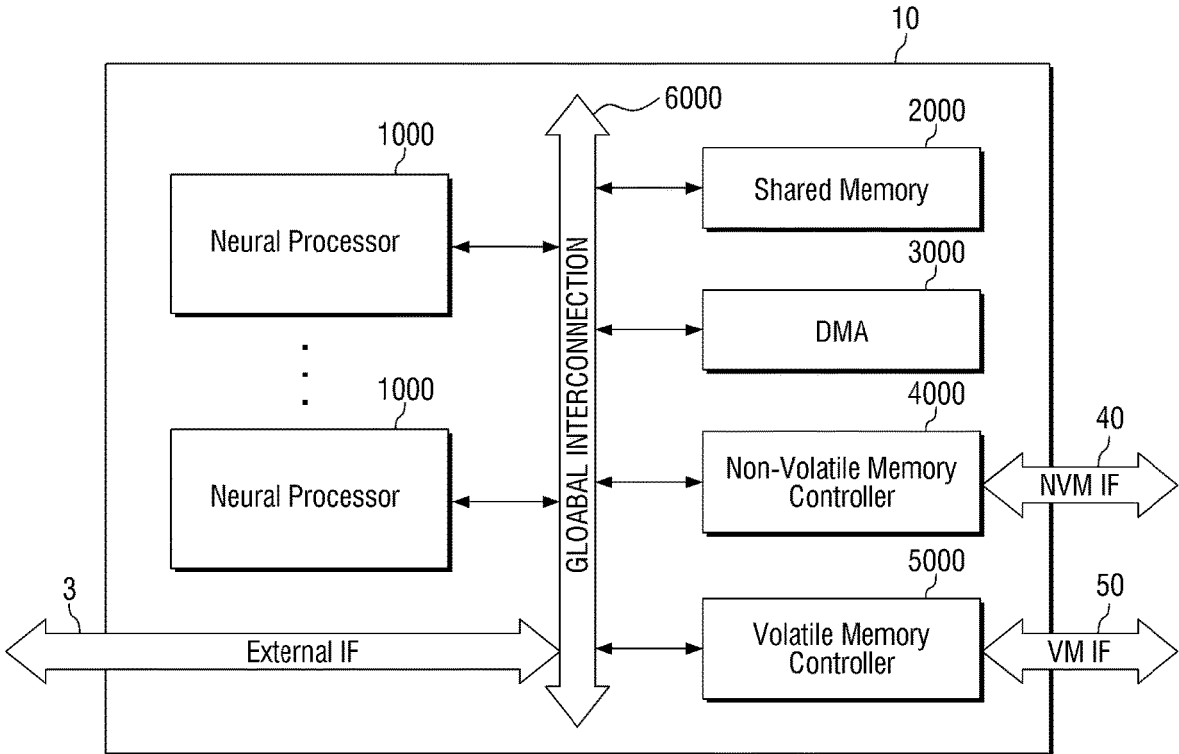 10
6000
1000
Neural Processor
2000
Shared Memory
3000
DMA
1000
Neural Processor
GLOABAL INTERCONNECTION
4000
Non-Volatile Memory
Controller
40
NVM IF
3
External IF
5000
Volatile Memory
Controller
50
VM IF